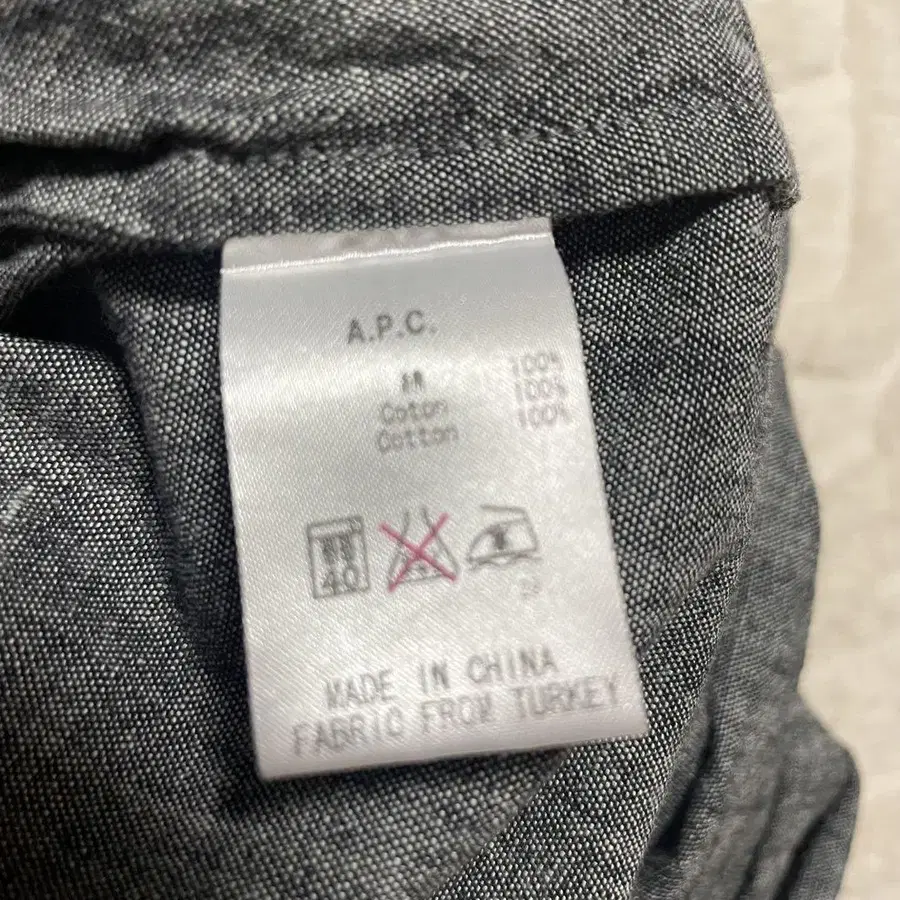 A.P.C.
100%
Coton 100%
Cotton 100%
40
MADE IN CHINA
FABRIC FROM TURKEY